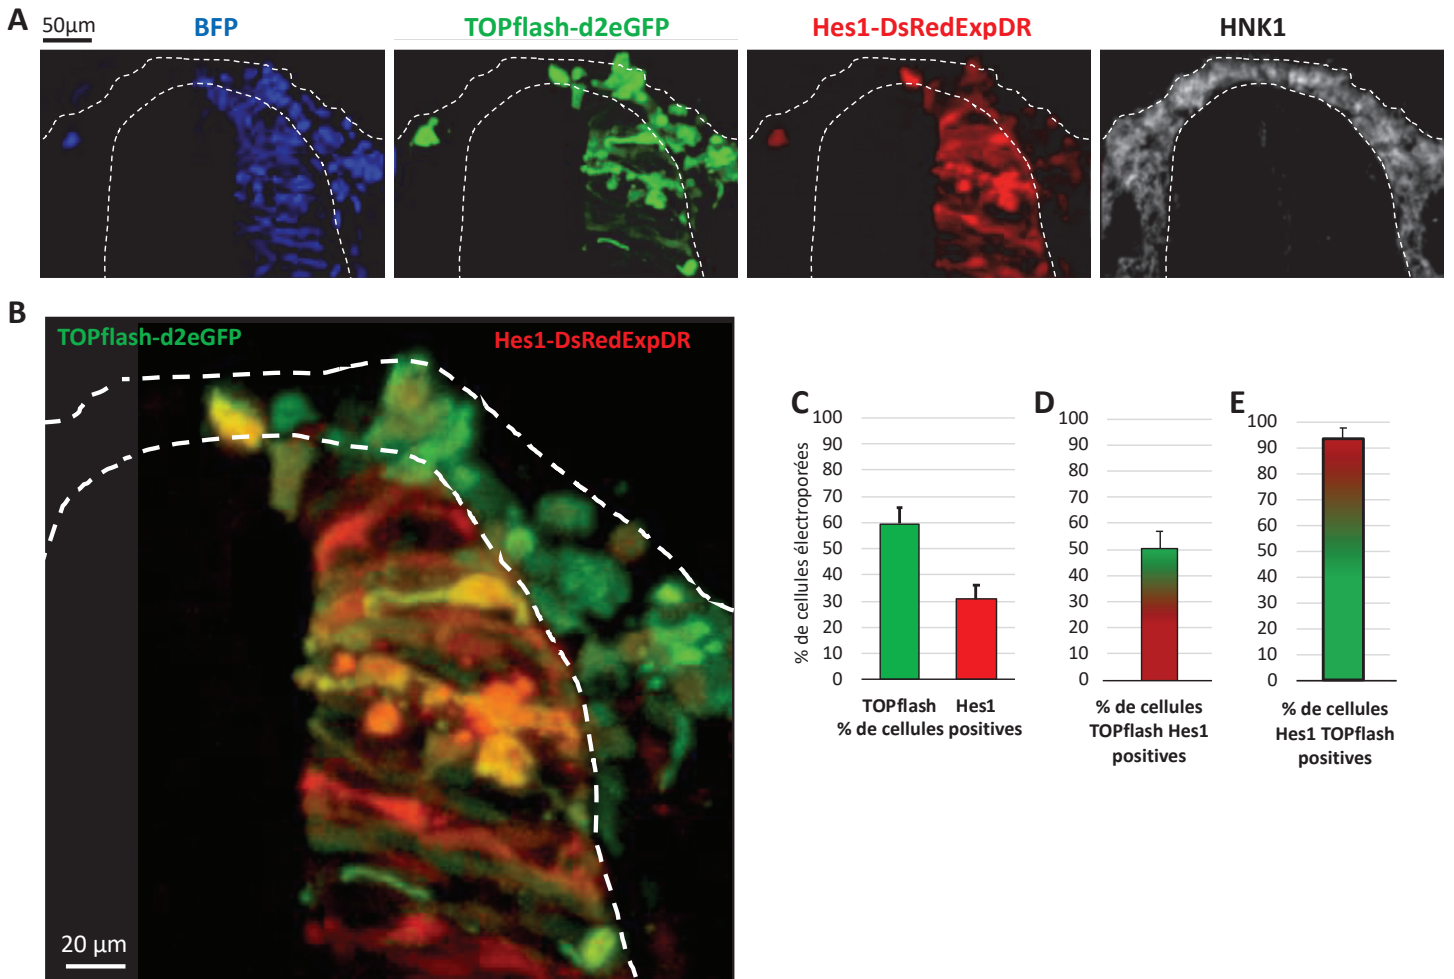 A
50µm
BFP
TOPflash-d2eGFP
Hes1-DsRedExpDR
HNK1
B
TOPflash-d2eGFP
Hes1-DsRedExpDR
20 µm
C
% de cellules électroporées
100
90
80
70
60
50
40
30
20
10
0
TOPflash Hes1
% de cellules positives
D
100
90
80
70
60
50
40
30
20
10
0
% de cellules
TOPflash Hes1
positives
E
100
90
80
70
60
50
40
30
20
10
0
% de cellules
Hes1 TOPflash
positives